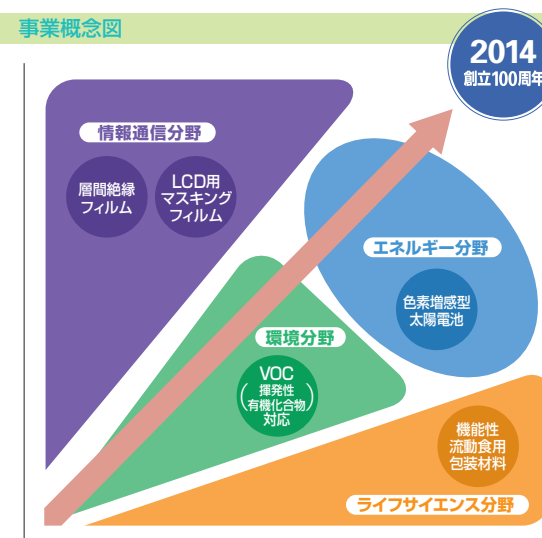 事業概念図
2014
創立100周年
情報通信分野
層間絶縁
フィルム
LCD用
マスキング
フィルム
エネルギー分野
色素増感型
太陽電池
環境分野
VOC
(揮発性
有機化合物)
対応
機能性
流動食用
包装材料
ライフサイエンス分野